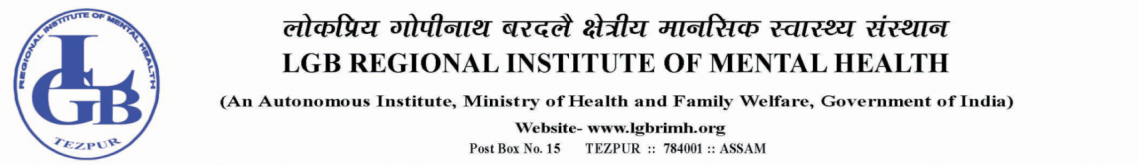 REGIONAL INSTITUTE OF MENTAL HEALTH
LGB
TEZPUR
लोकप्रिय गोपीनाथ बरदलै क्षेत्रीय मानसिक स्वास्थ्य संस्थान
LGB REGIONAL INSTITUTE OF MENTAL HEALTH
(An Autonomous Institute, Ministry of Health and Family Welfare, Government of India)
Website- www.lgbrimh.org
Post Box No. 15 TEZPUR :: 784001 :: ASSAM